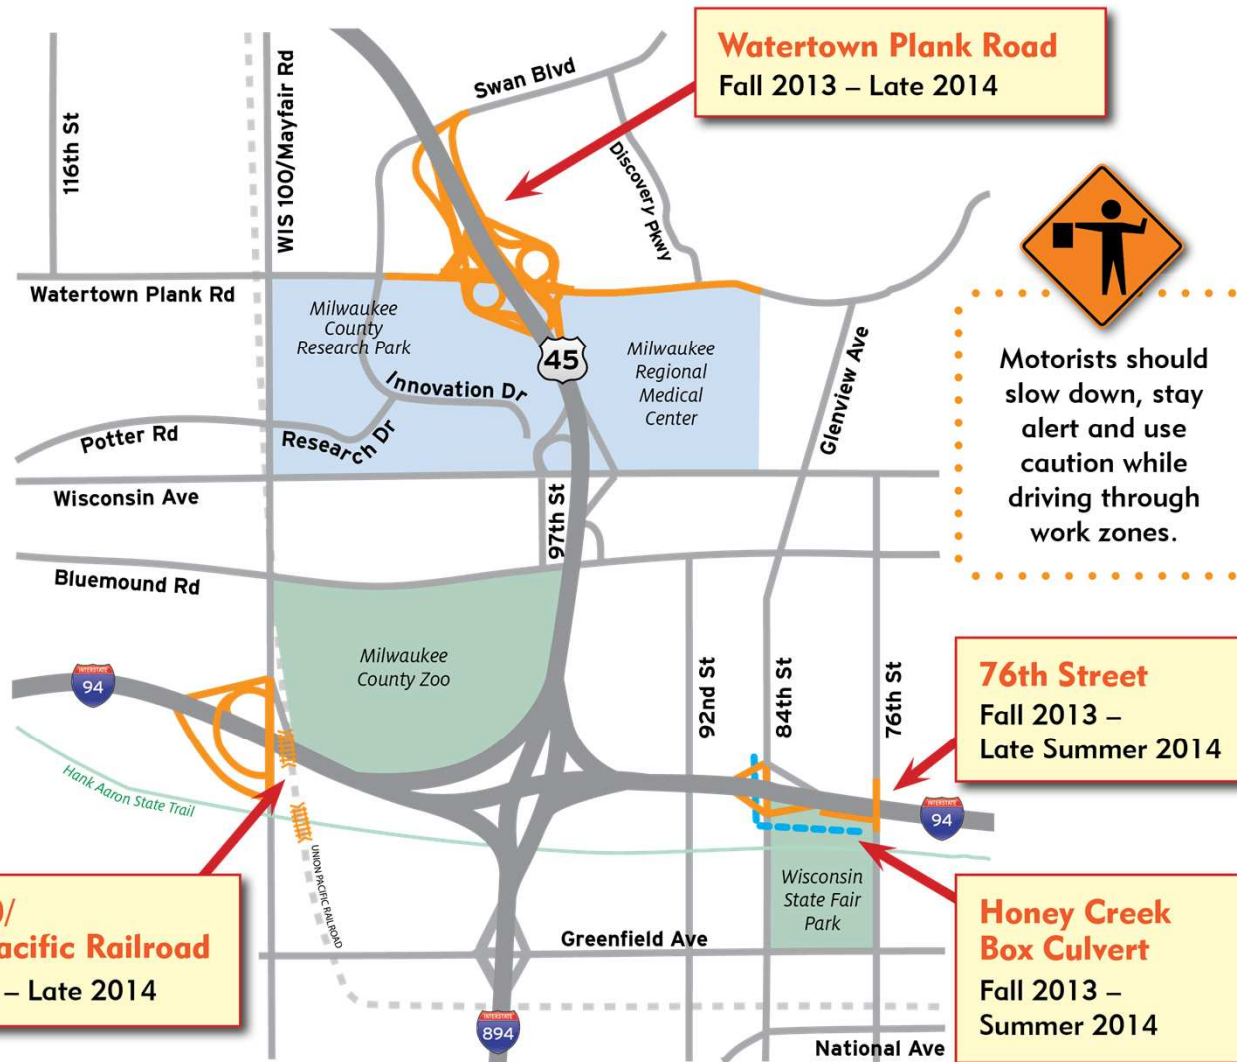 Watertown Plank Road
Fall 2013 – Late 2014
Swan Blvd
116th St
WIS 100/Mayfair Rd
Discovery Pkwy
Watertown Plank Rd
Milwaukee
County
Research Park
45
Milwaukee
Regional
Medical
Center
Innovation Dr
Glenview Ave
Motorists should
slow down, stay
alert and use
caution while
driving through
work zones.
Potter Rd
Research Dr
Wisconsin Ave
97th St
Bluemound Rd
Milwaukee
County Zoo
92nd St
84th St
76th St
76th Street
Fall 2013 –
Late Summer 2014
INTERSTATE
94
Hank Aaron State Trail
INTERSTATE
94
UNION PACIFIC RAILROAD
Wisconsin
State Fair
Park
/
acific Railroad
– Late 2014
Greenfield Ave
Honey Creek
Box Culvert
Fall 2013 –
Summer 2014
INTERSTATE
894
National Ave